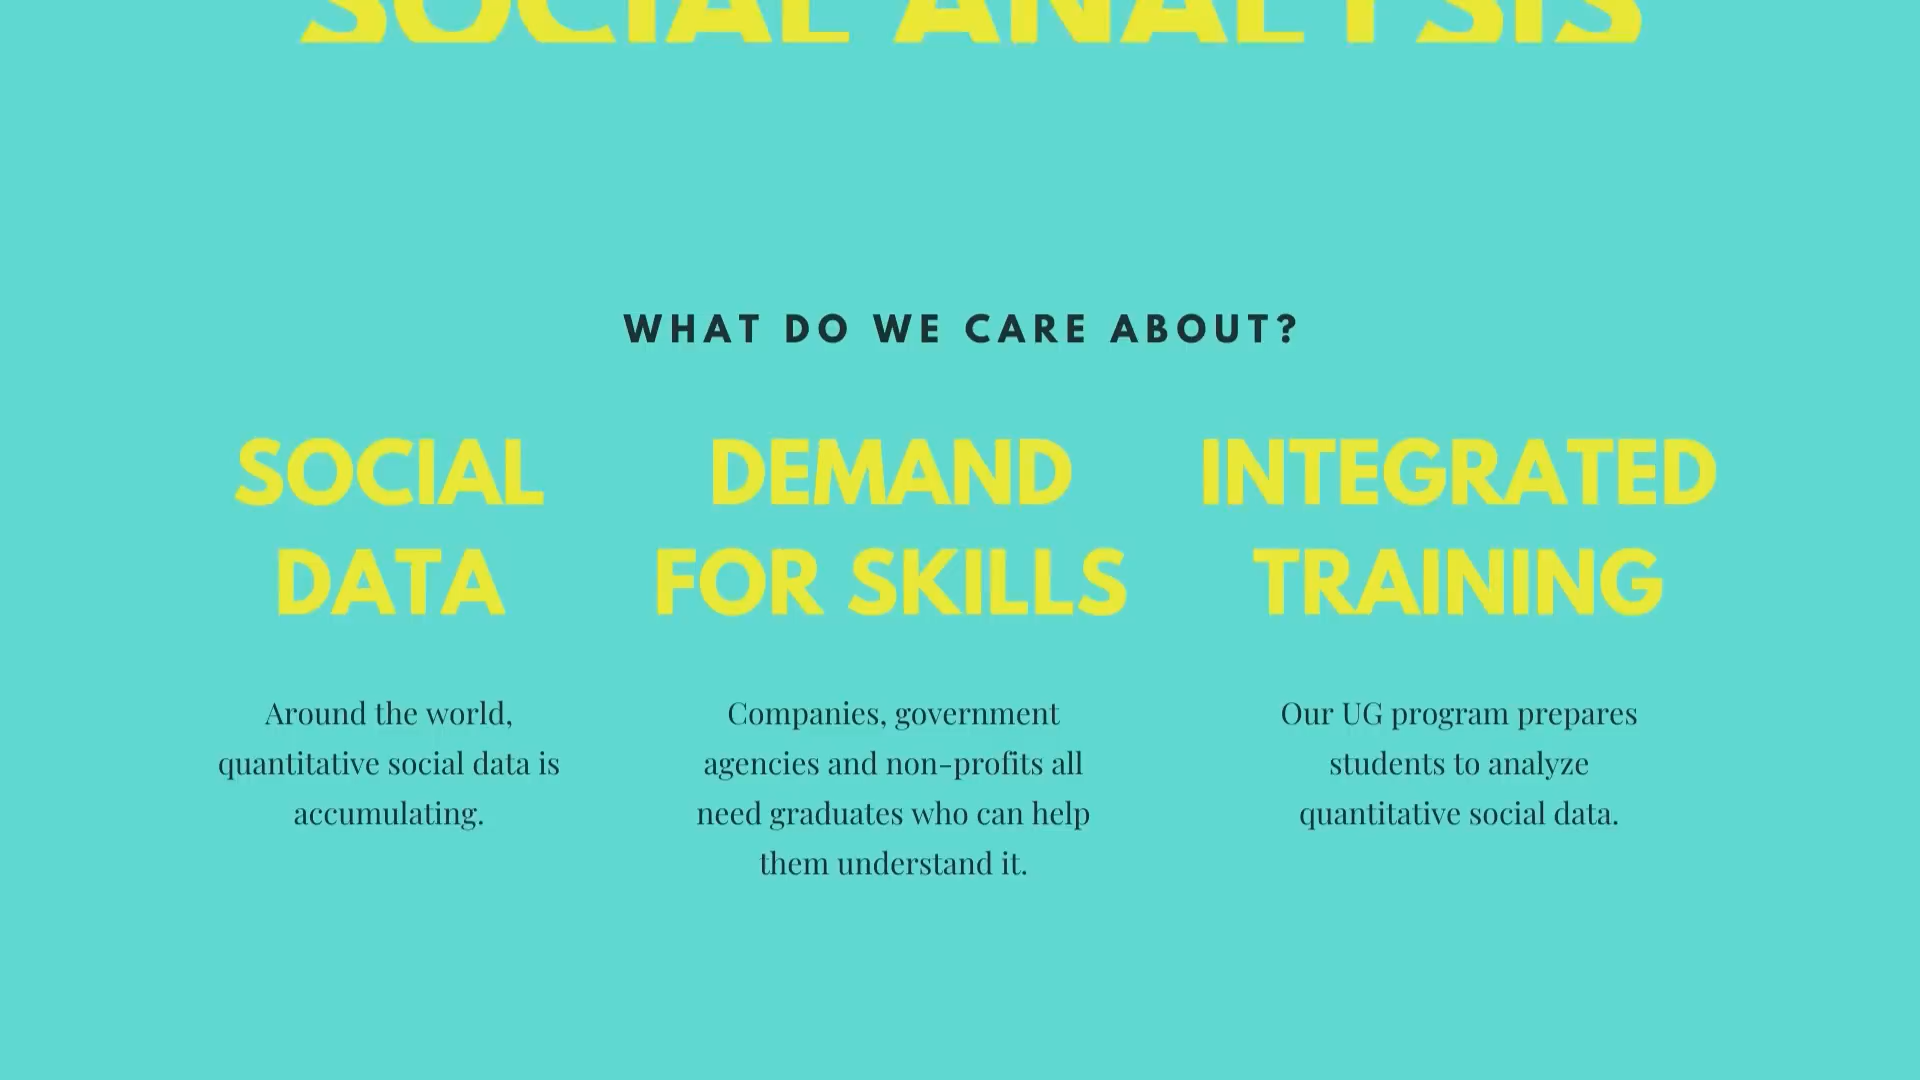 SOCIAL ANALYSIS
WHAT DO WE CARE ABOUT?
SOCIAL
DATA
Around the world,
quantitative social data is
accumulating.
DEMAND
FOR SKILLS
Companies, government
agencies and non-profits all
need graduates who can help
them understand it.
INTEGRATED
TRAINING
Our UG program prepares
students to analyze
quantitative social data.